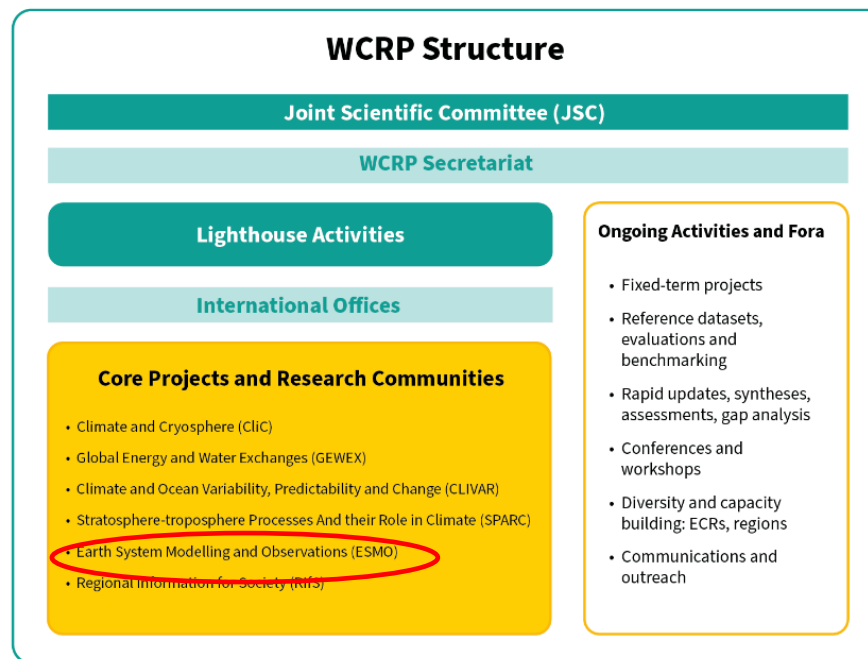 WCRP Structure
Joint Scientific Committee (JSC)
WCRP Secretariat
Lighthouse Activities
International Offices
Core Projects and Research Communities
• Climate and Cryosphere (CliC)
• Global Energy and Water Exchanges (GEWEX)
• Climate and Ocean Variability, Predictability and Change (CLIVAR)
• Stratosphere-troposphere Processes And their Role in Climate (SPARC)
• Earth System Modelling and Observations (ESMO)
• Regional Information for Society (RIfS)
Ongoing Activities and Fora
• Fixed-term projects
• Reference datasets,
evaluations and
benchmarking
• Rapid updates, syntheses,
assessments, gap analysis
• Conferences and
workshops
• Diversity and capacity
building: ECRs, regions
• Communications and
outreach